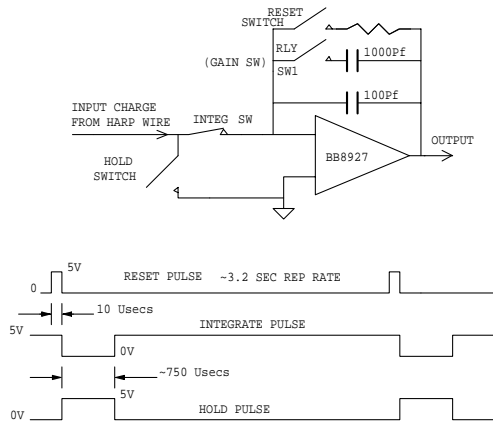 RESET
SWITCH
RLY
1000Pf
(GAIN SW)
SW1
100Pf
INPUT CHARGE
FROM HARP WIRE
INTEG SW
OUTPUT
HOLD
SWITCH
BB8927
5V
0
RESET PULSE ~3.2 SEC REP RATE
10 Usecs
5V
INTEGRATE PULSE
0V
~750 Usecs
5V
0V
HOLD PULSE